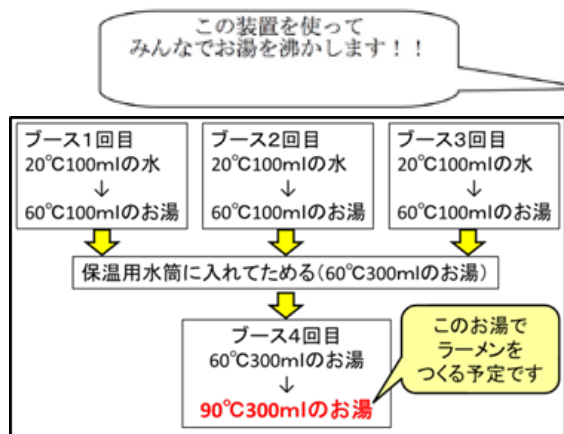 この装置を使って
みんなでお湯を沸かします！！
ブース1回目
20℃100mlの水
↓
60℃100mlのお湯
ブース2回目
20℃100mlの水
↓
60℃100mlのお湯
ブース3回目
20℃100mlの水
↓
60℃100mlのお湯
保温用水筒に入れてためる(60℃300mlのお湯)
ブース4回目
60℃300mlのお湯
↓
90℃300mlのお湯
このお湯で
ラーメンを
つくる予定です